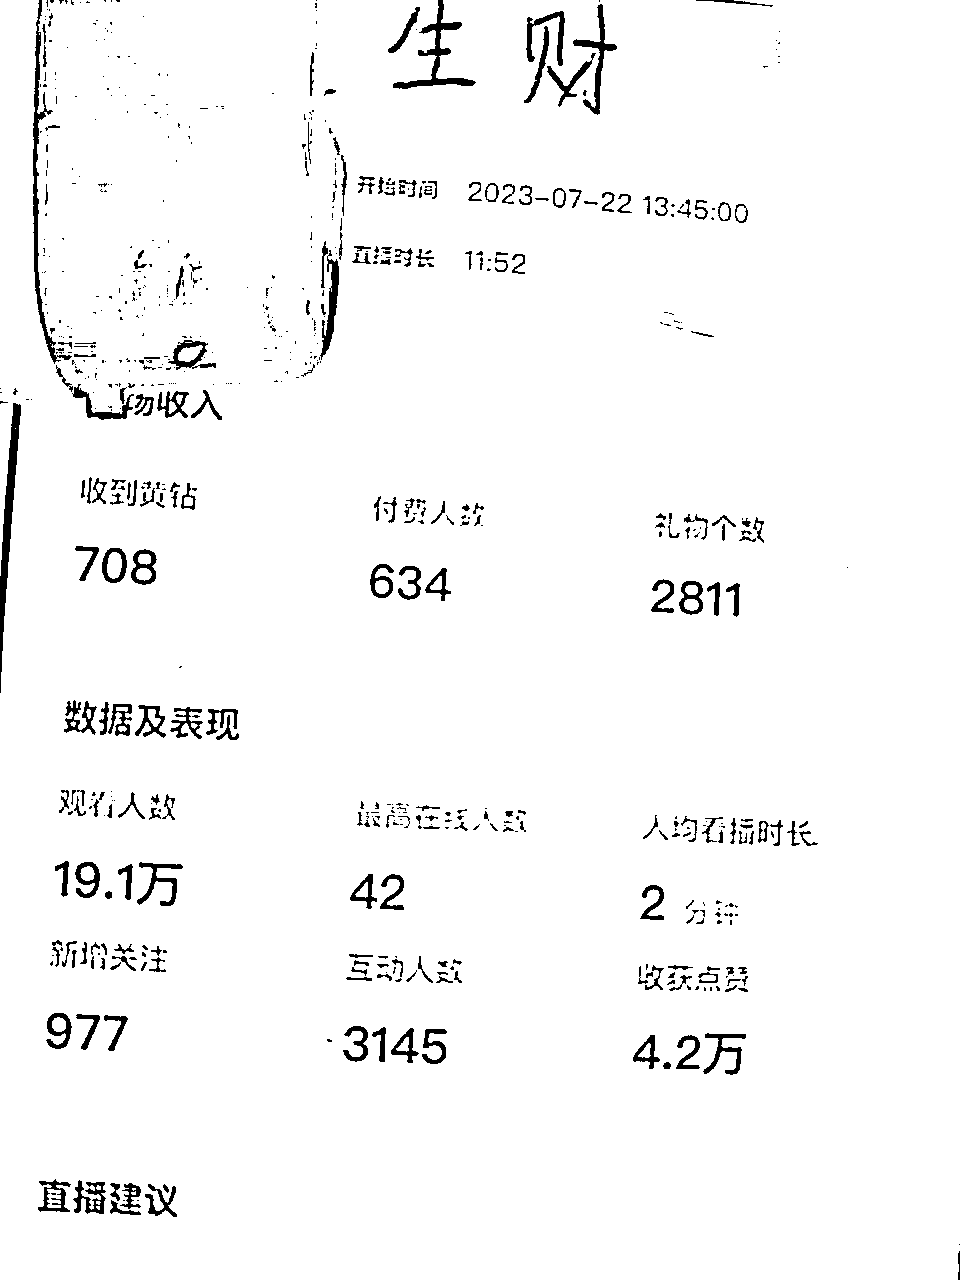 生财
开始时间 2023-07-22 13:45:00
直播时长 11:52
场收入
收到黄钻 付费人数 礼物个数
708 634 2811
数据及表现
观看人数 最高在线人数 人均看播时长
19.1万 42 2 分钟
新增关注 互动人数 收获点赞
977 3145 4.2万
直播建议